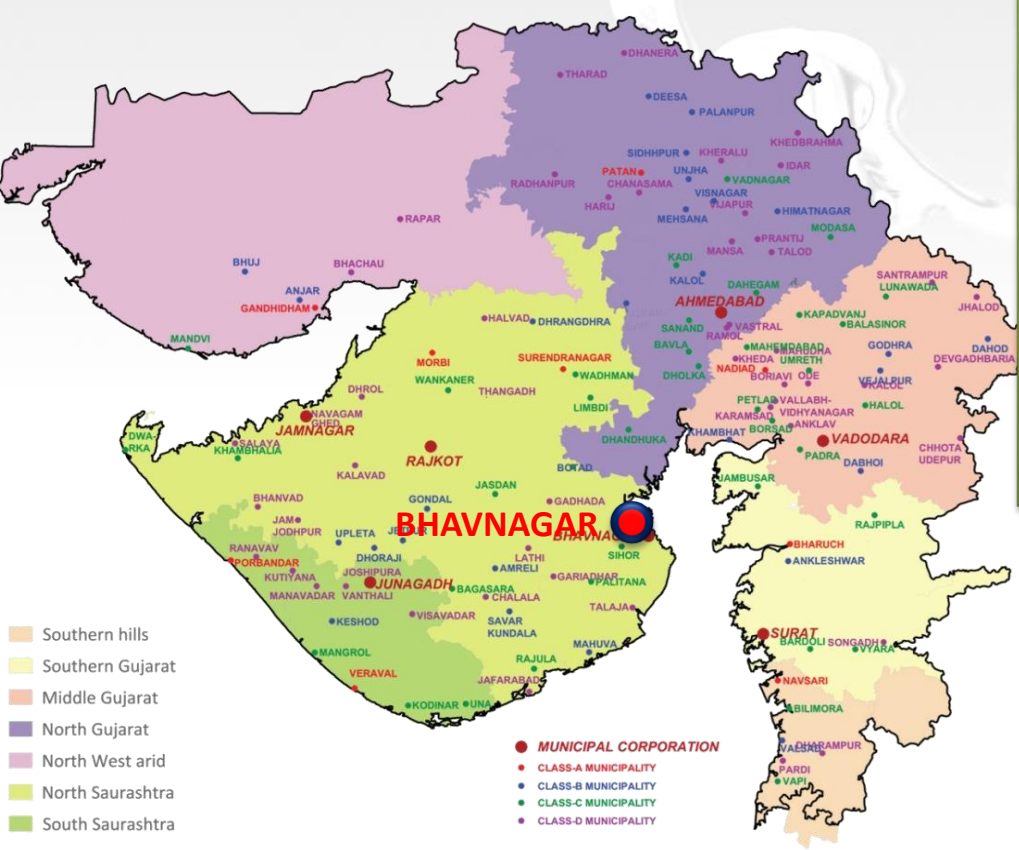 DHANERA
THARAD
DEESA
PALANPUR
KHEDBRAHMA
SIDHHPUR
KHERALU
IDAR
PATAN
UNJHA
VADNAGAR
RADHANPUR
CHANASAMA
VISNAGAR
HARIJ
VIJAPUR
HIMATNAGAR
MEHSANA
RAPAR
MODASA
MANSA
PRANTIJ
TALOD
KADI
BHUJ
BHACHAU
KALOL
SANTRAMPUR
DAHEGAM
LUNAWADA
ANJAR
GANDHIDHAM
AHMEDABAD
JHALOD
KAPADVANJ
HALVAD
DHRANGDHRA
BALASINOR
SANAND
VASTRAL
RAMOL
MANDVI
BAVLA
MAHEMDABAD
MAHUDHA
GODHRA
DAHOD
MORBI
SURENDRANAGAR
KHEDA
UMRETH
DEVGADHBARIA
WANKANER
WADHMAN
DHOLKA
NADIAD
BORIAVI
ODE
VEJALPUR
KALOL
DHROL
THANGADH
LIMBDI
PETLAD
VALLABH-
VIDHYANAGAR
HALOL
NAVAGAM
GHED
KARAMSAD
BORSAD
ANKLAV
JAMNAGAR
DHANDHUKA
KHAMBHAT
VADODARA
DWA-
RKA
SALAYA
KHAMBHALIA
RAJKOT
PADRA
CHHOTA
UDEPUR
KALAVAD
BOTAD
DABHOI
JASDAN
JAMBUSAR
BHANVAD
GONDAL
GADHADA
JAM
JODHPUR
BHAVNAGAR
RAJPIPLA
UPLETA
JETPUR
BHAVNAGAR
RANAVAV
DHORAJI
LATHI
SIHOR
BHARUCH
PORBANDAR
AMRELI
ANKLESHWAR
KUTIYANA
JOSHIPURA
JUNAGADH
GARIADHAR
PALITANA
MANAVADAR
VANTHALI
BAGASARA
CHALALA
TALAJA
VISAVADAR
KESHOD
SAVAR
KUNDALA
SURAT
Southern hills
BARDOLI
SONGADH
VYARA
MANGROL
MAHUVA
Southern Gujarat
RAJULA
VERAVAL
JAFARABAD
NAVSARI
Middle Gujarat
KODINAR
UNA
BILIMORA
North Gujarat
MUNICIPAL CORPORATION
VALSAD
DHARAMPUR
North West arid
CLASS-A MUNICIPALITY
PARDI
CLASS-B MUNICIPALITY
VAPI
North Saurashtra
CLASS-C MUNICIPALITY
South Saurashtra
CLASS-D MUNICIPALITY